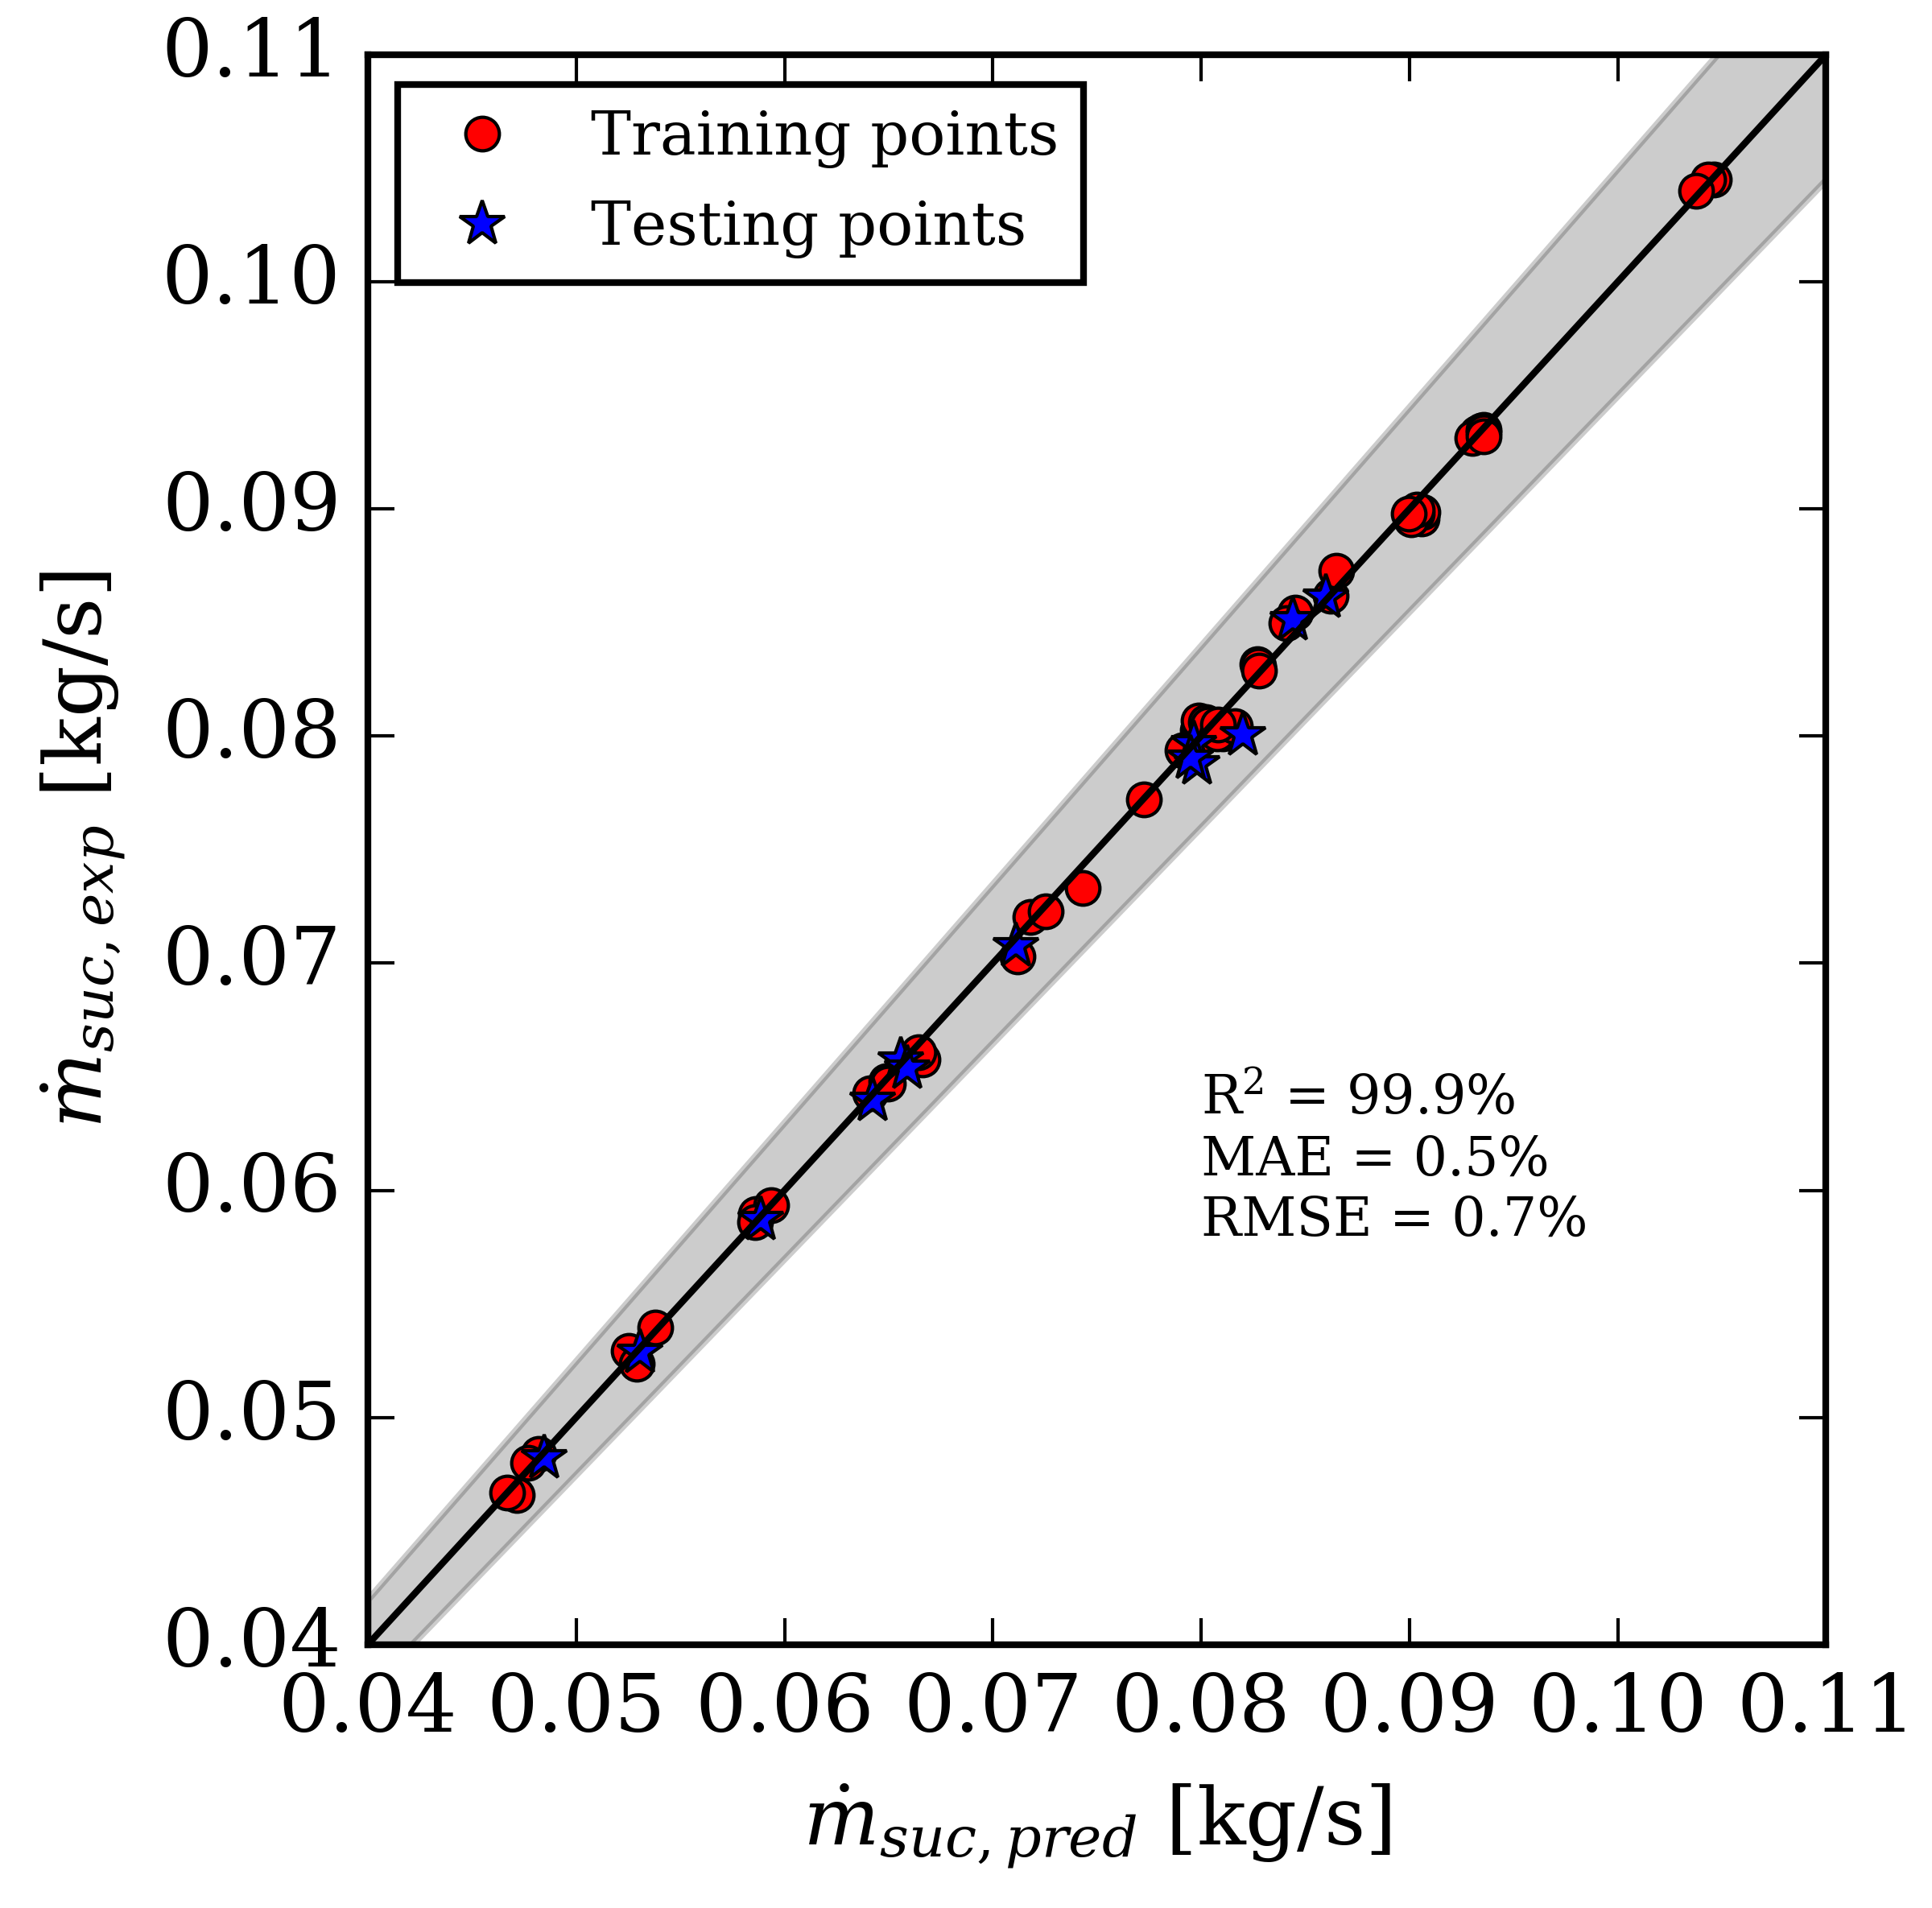 0.11
Training points
Testing points
0.10
0.09
0.08
0.07
0.06
0.05
0.04
ṁsuc,exp [kg/s]
R² = 99.9%
MAE = 0.5%
RMSE = 0.7%
0.04 0.05 0.06 0.07 0.08 0.09 0.10 0.11
ṁsuc,pred [kg/s]